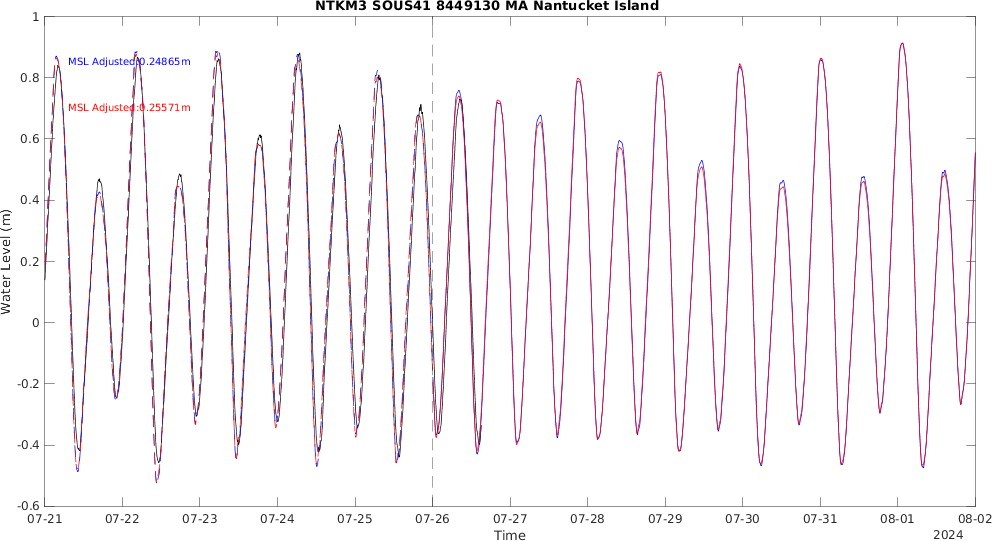 NTKM3 SOUS41 8449130 MA Nantucket Island
1
0.8
0.6
0.4
0.2
0
-0.2
-0.4
-0.6
Water Level (m)
MSL Adjusted:0.24865m
MSL Adjusted:0.25571m
07-21 07-22 07-23 07-24 07-25 07-26 07-27 07-28 07-29 07-30 07-31 08-01 08-02
Time
2024